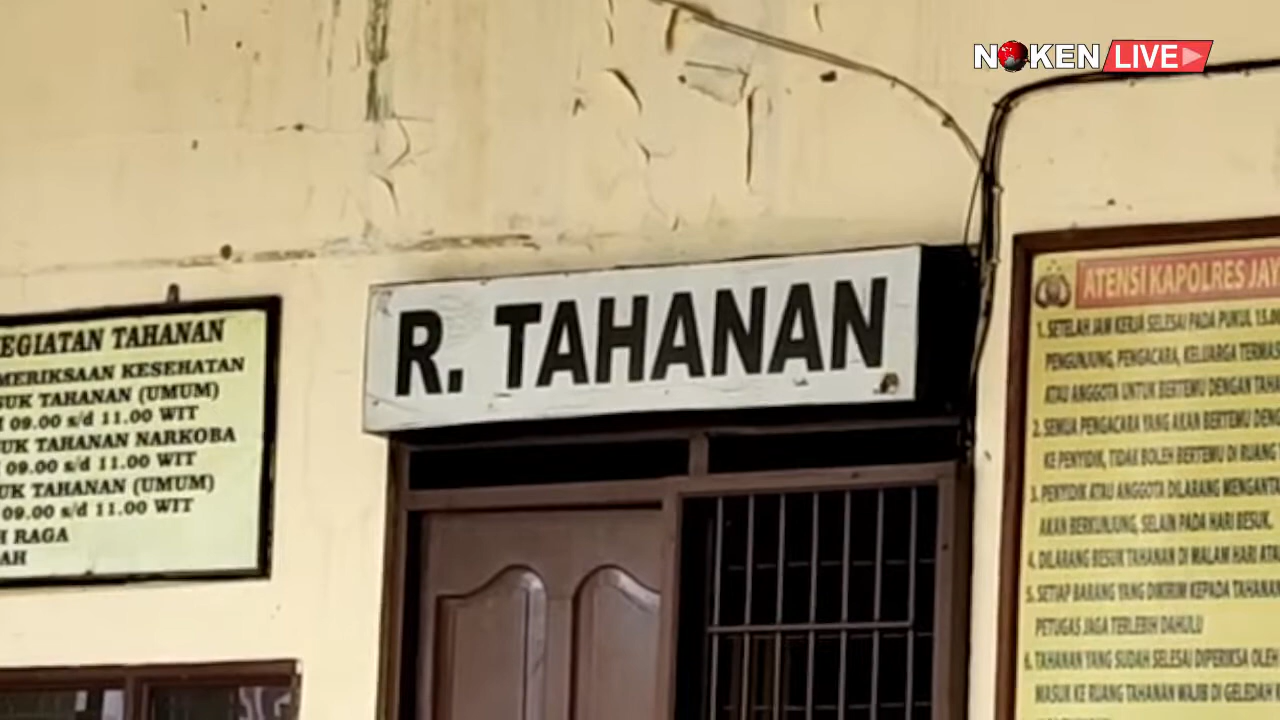 NOKEN LIVE
R. TAHANAN
EGIATAN TAHANAN
MERIKSAAN KESEHATAN
SUK TAHANAN (UMUM)
09.00 s/d 11.00 WIT
UK TAHANAN NARKOBA
09.00 s/d 11.00 WIT
UK TAHANAN (UMUM)
09.00 s/d 11.00 WIT
H RAGA
AH
ATENSI KAPOLRES JAY
1. SETELAH JAM KERJA SELESAI PADA PUKUL 15.00
PENGUNJUNG, PENGACARA, KELUARGA TERMAS
ATAU ANGGOTA UNTUK BERTEMU DENGAN TAHA
2. SEMUA PENGACARA YANG AKAN BERTEMU DENG
KE PENYIDIK, TIDAK BOLEH BERTEMU DI RUANG
3. PENYIDIK ATAU ANGGOTA DILARANG MENGANTA
AKAN BERKUNJUNG, SELAIN PADA HARI BESUK.
4. DILARANG BESUK TAHANAN DI MALAM HARI ATA
5. SETIAP BARANG YANG DIKIRIM KEPADA TAHANAN
PETUGAS JAGA TERLEBIH DAHULU
6. TAHANAN YANG SUDAH SELESAI DIPERIKSA OLEH
MASUK KE RUANG TAHANAN WAJIB DI GELEDAH